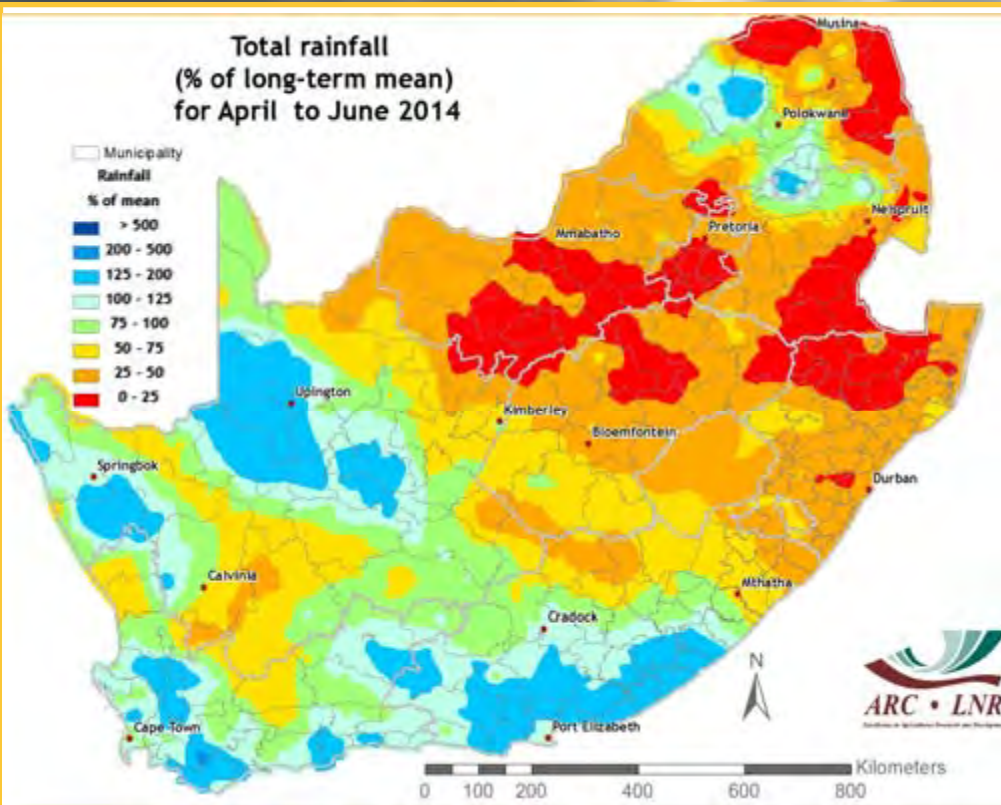 Total rainfall
(% of long-term mean)
for April to June 2014
Municipality
Rainfall
% of mean
> 500
200 - 500
125 - 200
100 - 125
75 - 100
50 - 75
25 - 50
0 - 25
Musina
Polokwane
Nelspruit
Mmabatho
Pretoria
Upington
Kimberley
Bloemfontein
Springbok
Durban
Calvinia
Mthatha
Cradock
N
ARC • LNR
Cape Town
Port Elizabeth
Kilometers
0 100 200 400 600 800